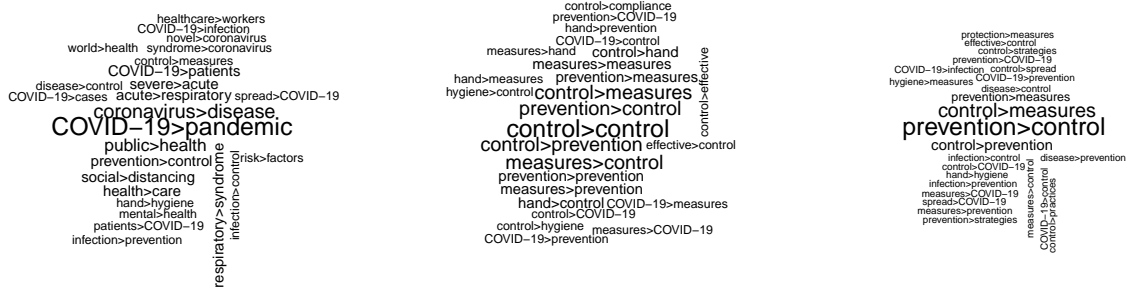 healthcare>workers
COVID−19>infection
novel>coronavirus
world>health syndrome>coronavirus
control>measures
COVID−19>patients
disease>control severe>acute
COVID−19>cases acute>respiratory spread>COVID−19
coronavirus>disease
COVID−19>pandemic
public>health
prevention>control risk>factors
social>distancing
health>care
hand>hygiene
mental>health
patients>COVID−19
infection>prevention
respiratory>syndrome
infection>control
control>compliance
prevention>COVID−19
hand>prevention
COVID−19>control
measures>hand control>hand
measures>measures
hand>measures prevention>measures
hygiene>control control>measures
prevention>control
control>effective
control>control
control>prevention effective>control
measures>control
prevention>prevention
measures>prevention
hand>control COVID−19>measures
control>COVID−19
control>hygiene measures>COVID−19
COVID−19>prevention
protection>measures
effective>control
control>strategies
prevention>COVID−19
COVID−19>infection control>spread
hygiene>measures COVID−19>prevention
disease>control
prevention>measures
control>measures
prevention>control
control>prevention
infection>control disease>prevention
control>COVID−19
hand>hygiene
infection>prevention
measures>COVID−19
spread>COVID−19
measures>prevention
prevention>strategies
measures>control
COVID−19>control
control>practices